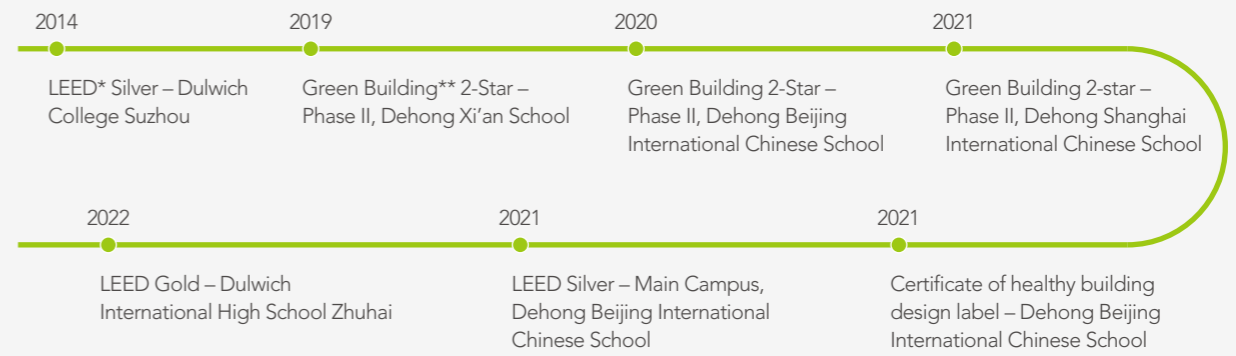 2014
LEED* Silver – Dulwich
College Suzhou
2019
Green Building** 2-Star –
Phase II, Dehong Xi’an School
2020
Green Building 2-Star –
Phase II, Dehong Beijing
International Chinese School
2021
Green Building 2-star –
Phase II, Dehong Shanghai
International Chinese School
2021
Certificate of healthy building
design label – Dehong Beijing
International Chinese School
2021
LEED Silver – Main Campus,
Dehong Beijing International
Chinese School
2022
LEED Gold – Dulwich
International High School Zhuhai